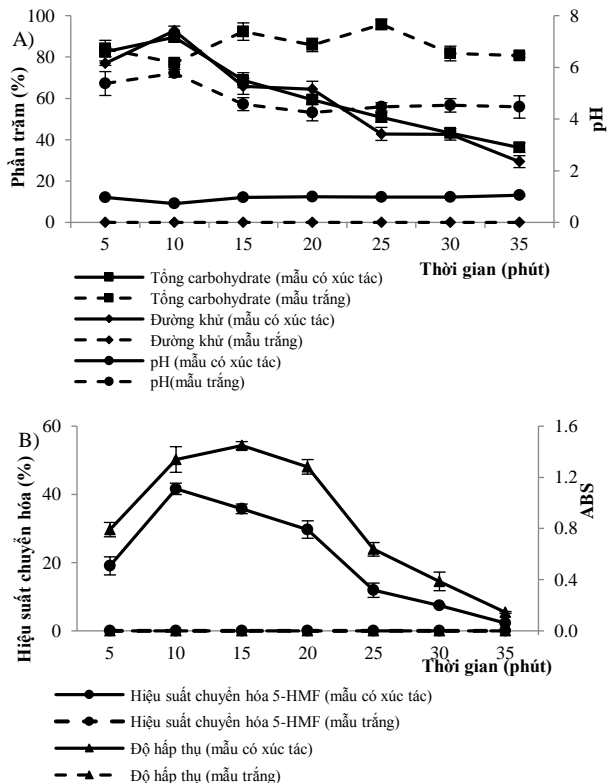 A)
Phần trăm (%)
100
80
60
40
20
0
8
6
4
2
0
pH
5 10 15 20 25 30 35
Thời gian (phút)
Tổng carbohydrate (mẫu có xúc tác)
Tổng carbohydrate (mẫu trắng)
Đường khử (mẫu có xúc tác)
Đường khử (mẫu trắng)
pH (mẫu có xúc tác)
pH(mẫu trắng)
B)
Hiệu suất chuyển hóa (%)
60
40
20
0
1.6
1.2
0.8
0.4
0.0
ABS
5 10 15 20 25 30 35
Thời gian (phút)
Hiệu suất chuyển hóa 5-HMF (mẫu có xúc tác)
Hiệu suất chuyển hóa 5-HMF (mẫu trắng)
Độ hấp thụ (mẫu có xúc tác)
Độ hấp thụ (mẫu trắng)